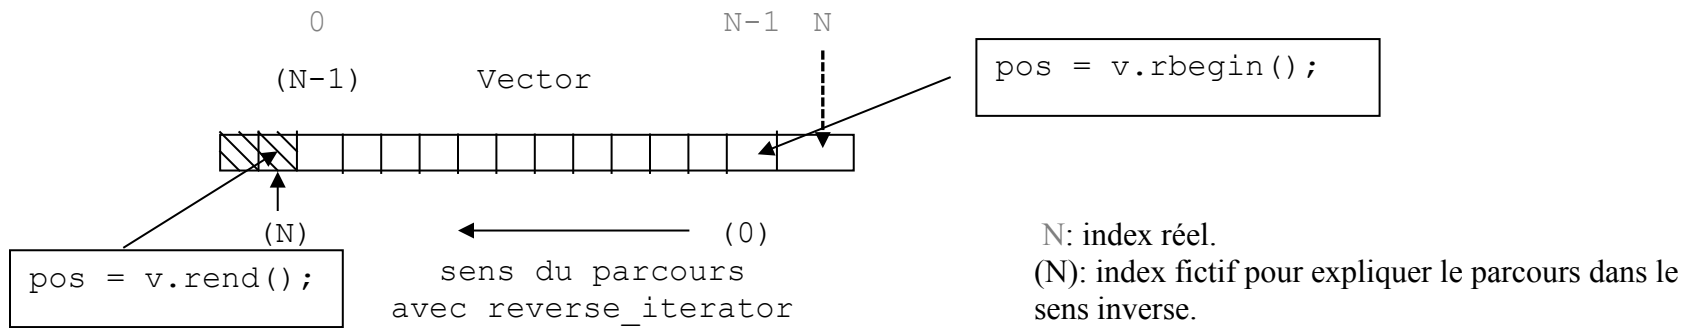 0 N-1 N
pos = v.rbegin();
(N-1) Vector
(N) (0)
pos = v.rend();
sens du parcours
avec reverse_iterator
N: index réel.
(N): index fictif pour expliquer le parcours dans le
sens inverse.